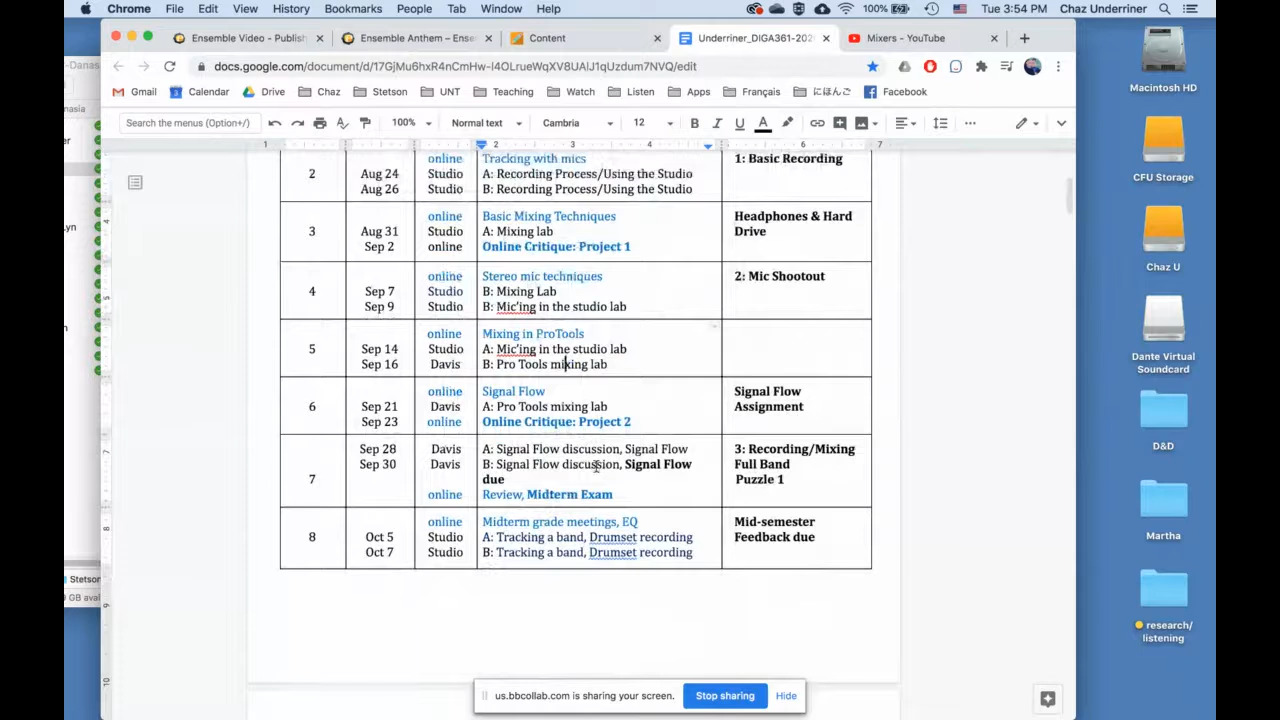 Chrome File Edit View History Bookmarks People Tab Window Help 100% Tue 3:54 PM Chaz Underriner
Ensemble Video - Publish
Ensemble Anthem – Ense
Content
Underriner_DIGA361-202
Mixers - YouTube
docs.google.com/document/d/17GjMu6hxR4nCmHw-I4OLrueWqXV8UAlJ1qUzdum7NVQ/edit
Gmail Calendar Drive Chaz Stetson UNT Teaching Watch Listen Apps Français にほんご Facebook
Search the menus (Option+/) 100% Normal text Cambria 12 B I U A
1 2 3 4 6 7
online Tracking with mics 1: Basic Recording
2 Aug 24 Studio A: Recording Process/Using the Studio
Aug 26 Studio B: Recording Process/Using the Studio
online Basic Mixing Techniques Headphones & Hard
3 Aug 31 Studio A: Mixing lab Drive
Sep 2 online Online Critique: Project 1
online Stereo mic techniques 2: Mic Shootout
4 Sep 7 Studio B: Mixing Lab
Sep 9 Studio B: Mic'ing in the studio lab
online Mixing in ProTools
5 Sep 14 Studio A: Mic'ing in the studio lab
Sep 16 Davis B: Pro Tools mixing lab
online Signal Flow Signal Flow
6 Sep 21 Davis A: Pro Tools mixing lab Assignment
Sep 23 online Online Critique: Project 2
Sep 28 Davis A: Signal Flow discussion, Signal Flow 3: Recording/Mixing
Sep 30 Davis B: Signal Flow discussion, Signal Flow Full Band
7 due Puzzle 1
online Review, Midterm Exam
online Midterm grade meetings, EQ Mid-semester
8 Oct 5 Studio A: Tracking a band, Drumset recording Feedback due
Oct 7 Studio B: Tracking a band, Drumset recording
us.bbcollab.com is sharing your screen. Stop sharing Hide
Macintosh HD
CFU Storage
Chaz U
Dante Virtual
Soundcard
D&D
Martha
research/
listening